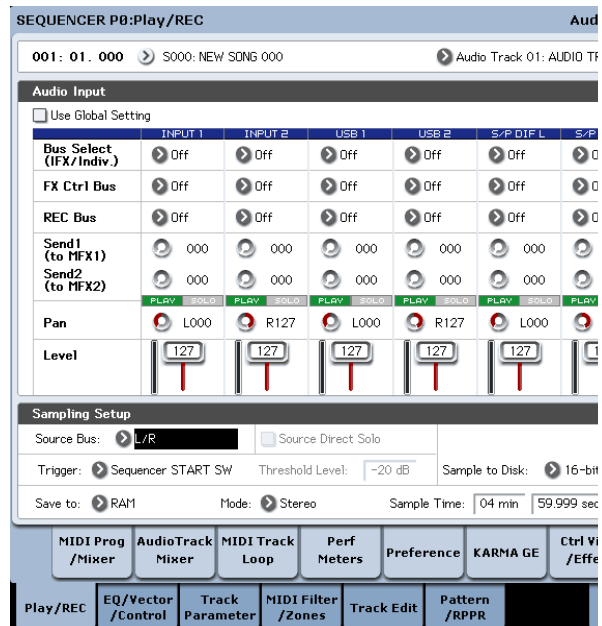 SEQUENCER P0:Play/REC Aud
001: 01. 000 S000: NEW SONG 000 Audio Track 01: AUDIO TR
Audio Input
Use Global Setting
INPUT 1 INPUT 2 USB 1 USB 2 S/P DIF L S/P
Bus Select (IFX/Indiv.) Off Off Off Off Off
FX Ctrl Bus Off Off Off Off Off
REC Bus Off Off Off Off Off
Send1 (to MFX1) 000 000 000 000 000
Send2 (to MFX2) 000 000 000 000 000
PLAY SOLO PLAY SOLO PLAY SOLO PLAY SOLO PLAY SOLO PLAY
Pan L000 R127 L000 R127 L000
Level 127 127 127 127 127 1
Sampling Setup
Source Bus: L/R Source Direct Solo
Trigger: Sequencer START SW Threshold Level: -20 dB Sample to Disk: 16-bit
Save to: RAM Mode: Stereo Sample Time: 04 min 59.999 sec
MIDI Prog /Mixer AudioTrack Mixer MIDI Track Loop Perf Meters Preference KARMA GE Ctrl Vi /Effe
Play/REC EQ/Vector /Control Track Parameter MIDI Filter /Zones Track Edit Pattern /RPPR